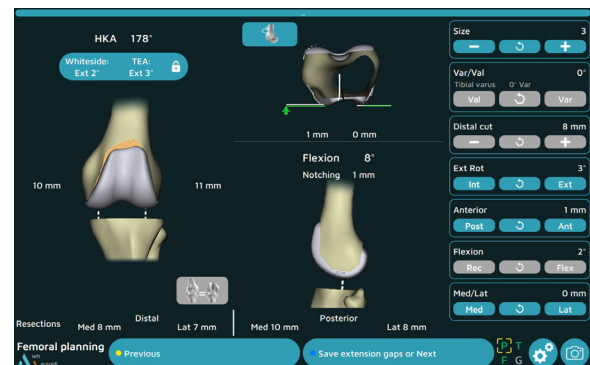 HKA 178°
Whiteside: TEA:
Ext 2° Ext 3°
10 mm
11 mm
1 mm 0 mm
Flexion 8°
Notching 1 mm
Distal
Resections Med 8 mm Lat 7 mm
Posterior
Med 10 mm Lat 8 mm
Size 3
Var/Val 0°
Tibial varus 0° Var
Val Var
Distal cut 8 mm
Ext Rot 3°
Int Ext
Anterior 1 mm
Post Ant
Flexion 2°
Rec Flex
Med/Lat 0 mm
Med Lat
Femoral planning
left
Previous
Save extension gaps or Next
P T
F G